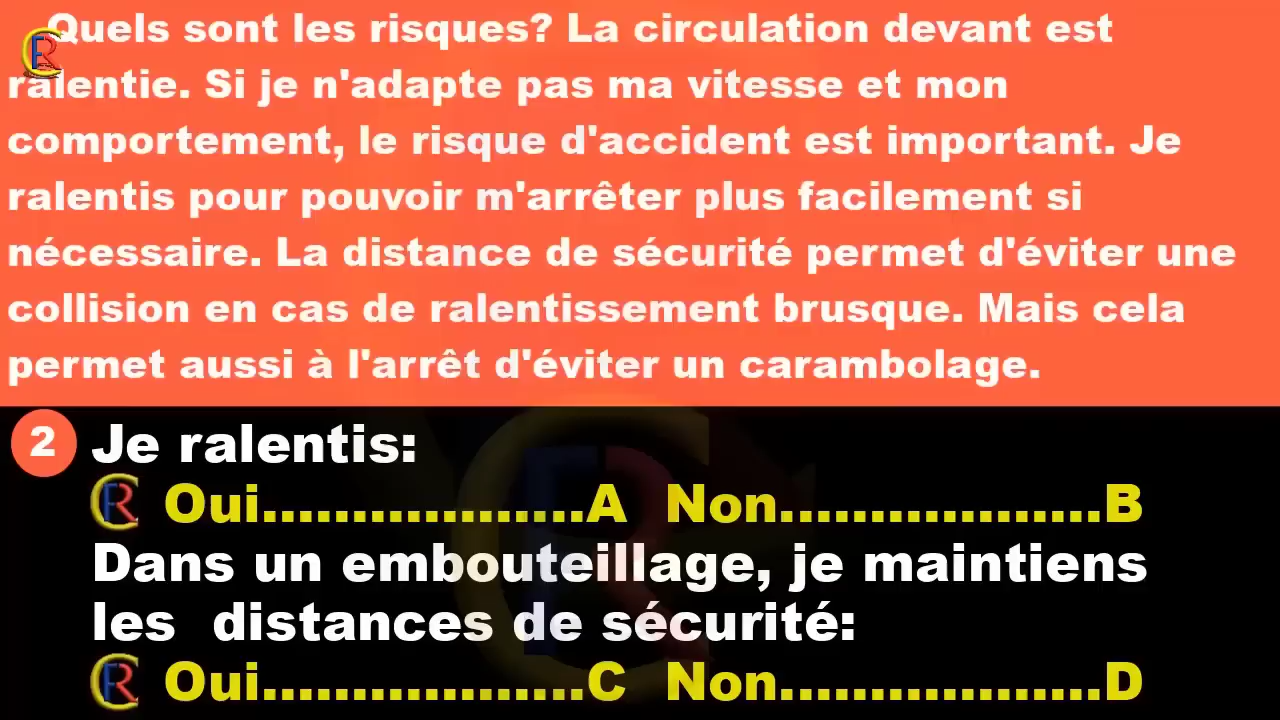 Quels sont les risques? La circulation devant est
ralentie. Si je n'adapte pas ma vitesse et mon
comportement, le risque d'accident est important. Je
ralentis pour pouvoir m'arrêter plus facilement si
nécessaire. La distance de sécurité permet d'éviter une
collision en cas de ralentissement brusque. Mais cela
permet aussi à l'arrêt d'éviter un carambolage.
2 Je ralentis:
Oui..................A Non..................B
Dans un embouteillage, je maintiens
les distances de sécurité:
Oui..................C Non..................D